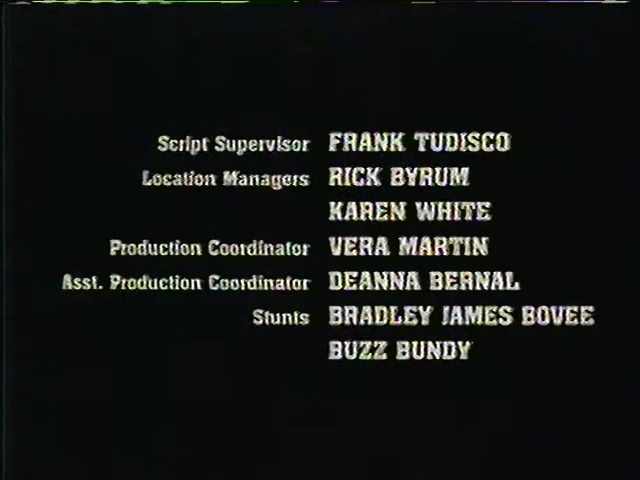 Script Supervisor FRANK TUDISCO
Location Managers RICK BYRUM
KAREN WHITE
Production Coordinator VERA MARTIN
Asst. Production Coordinator DEANNA BERNAL
Stunts BRADLEY JAMES BOVEE
BUZZ BUNDY